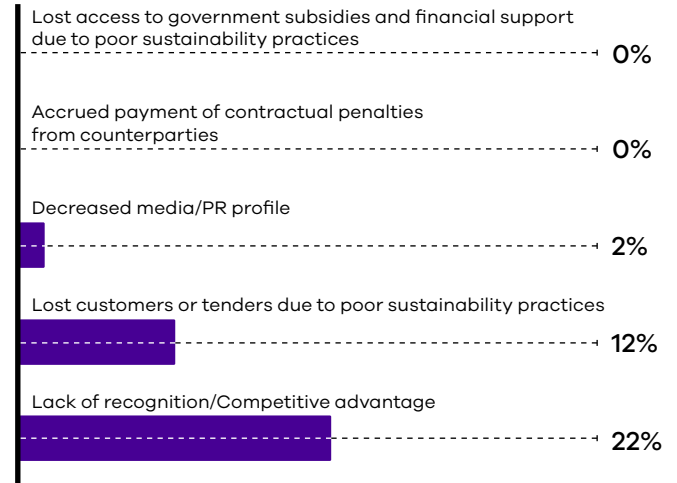 Lost access to government subsidies and financial support
due to poor sustainability practices
0%
Accrued payment of contractual penalties
from counterparties
0%
Decreased media/PR profile
2%
Lost customers or tenders due to poor sustainability practices
12%
Lack of recognition/Competitive advantage
22%